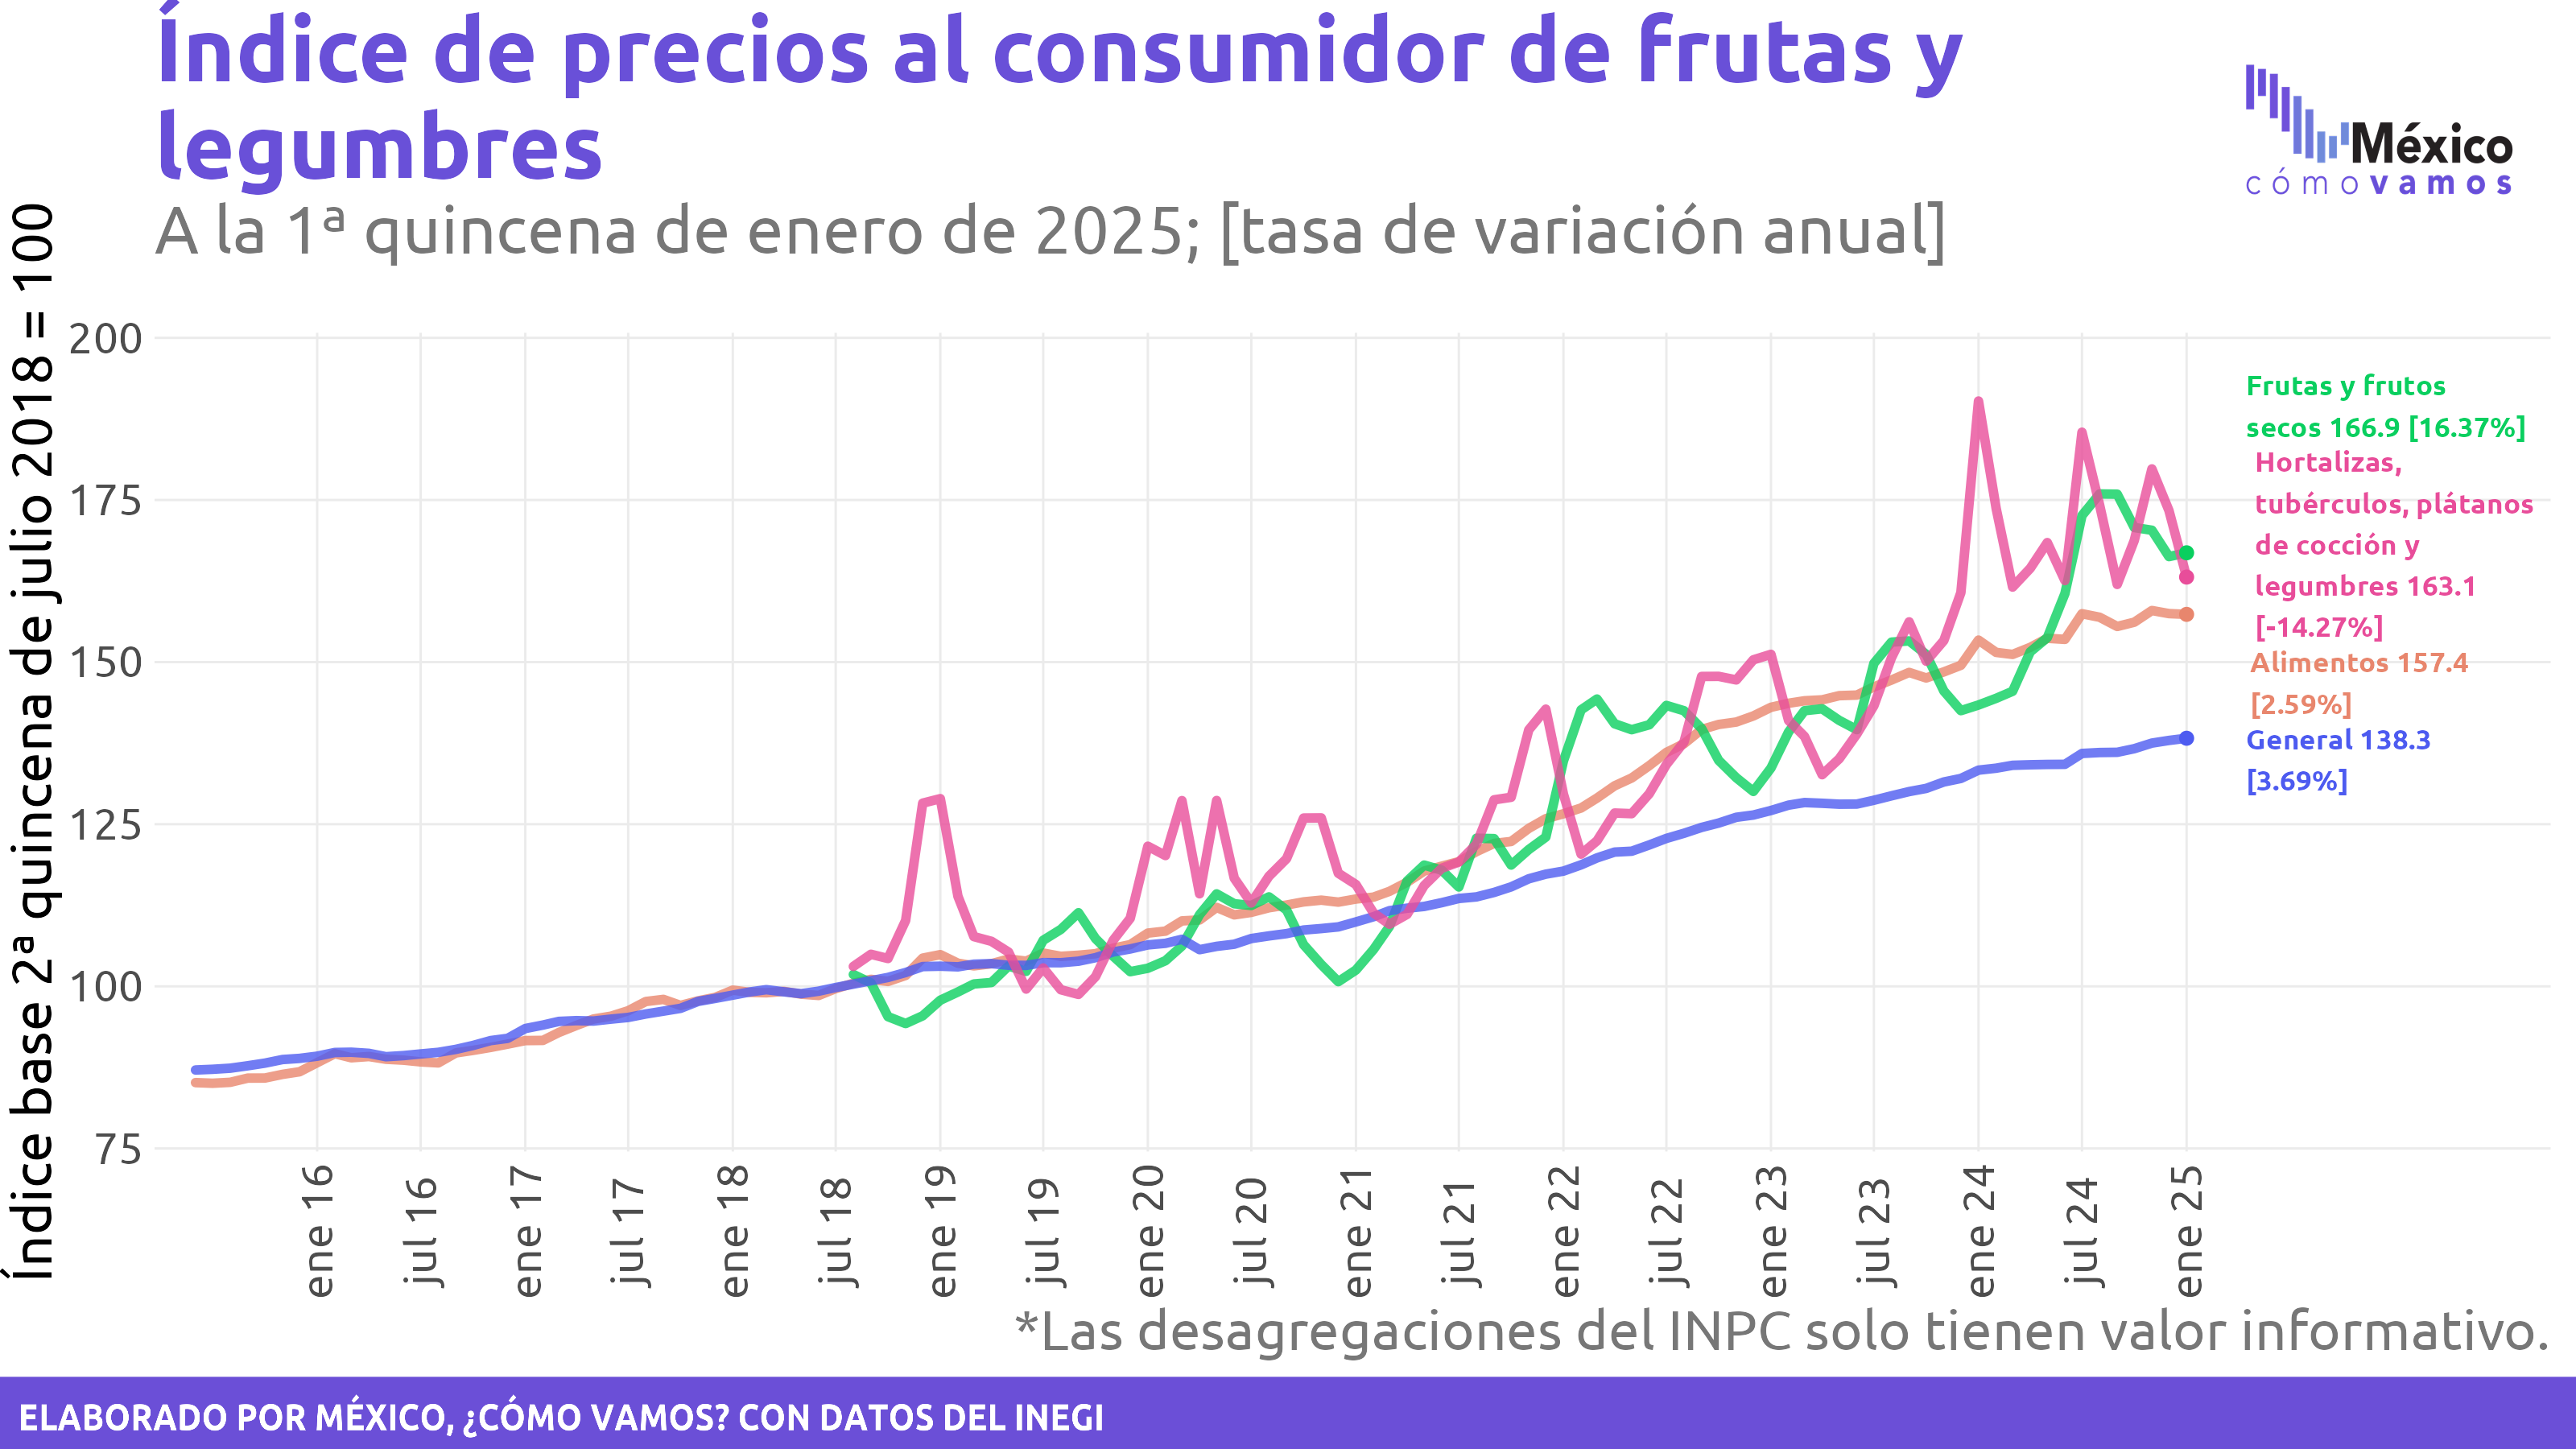 Índice de precios al consumidor de frutas y
legumbres
A la 1ª quincena de enero de 2025; [tasa de variación anual]
México
cómo vamos
Índice base 2ª quincena de julio 2018 = 100
200
175
150
125
100
75
Frutas y frutos
secos 166.9 [16.37%]
Hortalizas,
tubérculos, plátanos
de cocción y
legumbres 163.1
[-14.27%]
Alimentos 157.4
[2.59%]
General 138.3
[3.69%]
ene 16
jul 16
ene 17
jul 17
ene 18
jul 18
ene 19
jul 19
ene 20
jul 20
ene 21
jul 21
ene 22
jul 22
ene 23
jul 23
ene 24
jul 24
ene 25
*Las desagregaciones del INPC solo tienen valor informativo.
ELABORADO POR MÉXICO, ¿CÓMO VAMOS? CON DATOS DEL INEGI